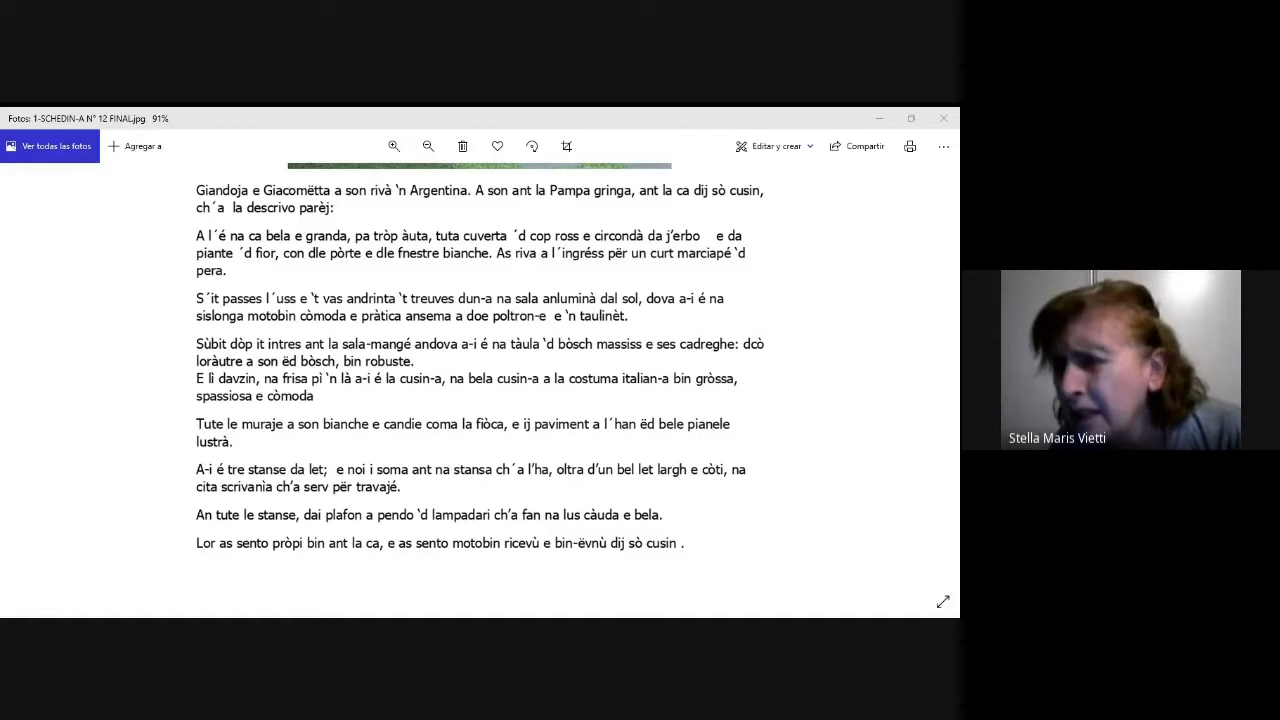 Fotos: 1-SCHEDIN-A N° 12 FINAL.jpg 91%
Ver todas las fotos
Agregar a
Editar y crear
Compartir
Giandoja e Giacomëtta a son rivà ‘n Argentina. A son ant la Pampa gringa, ant la ca dij sò cusin,
ch´a la descrivo parèj:
A l´é na ca bela e granda, pa tròp àuta, tuta cuverta ´d cop ross e circondà da j’erbo e da
piante ´d fior, con dle pòrte e dle fnestre bianche. As riva a l´ingréss për un curt marciapé ‘d
pera.
S´it passes l´uss e ‘t vas andrinta ‘t treuves dun-a na sala anluminà dal sol, dova a-i é na
sislonga motobin còmoda e pràtica ansema a doe poltron-e e ‘n taulinèt.
Sùbit dòp it intres ant la sala-mangé andova a-i é na tàula ‘d bòsch massiss e ses cadreghe: dcò
loràutre a son ëd bòsch, bin robuste.
E lì davzin, na frisa pì ‘n là a-i é la cusin-a, na bela cusin-a a la costuma italian-a bin gròssa,
spassiosa e còmoda
Tute le muraje a son bianche e candie coma la fiòca, e ij paviment a l´han ëd bele pianele
lustrà.
A-i é tre stanse da let; e noi i soma ant na stansa ch´a l’ha, oltra d’un bel let largh e còti, na
cita scrivanìa ch’a serv për travajé.
An tute le stanse, dai plafon a pendo ‘d lampadari ch’a fan na lus càuda e bela.
Lor as sento pròpi bin ant la ca, e as sento motobin ricevù e bin-ëvnù dij sò cusin .
Stella Maris Vietti